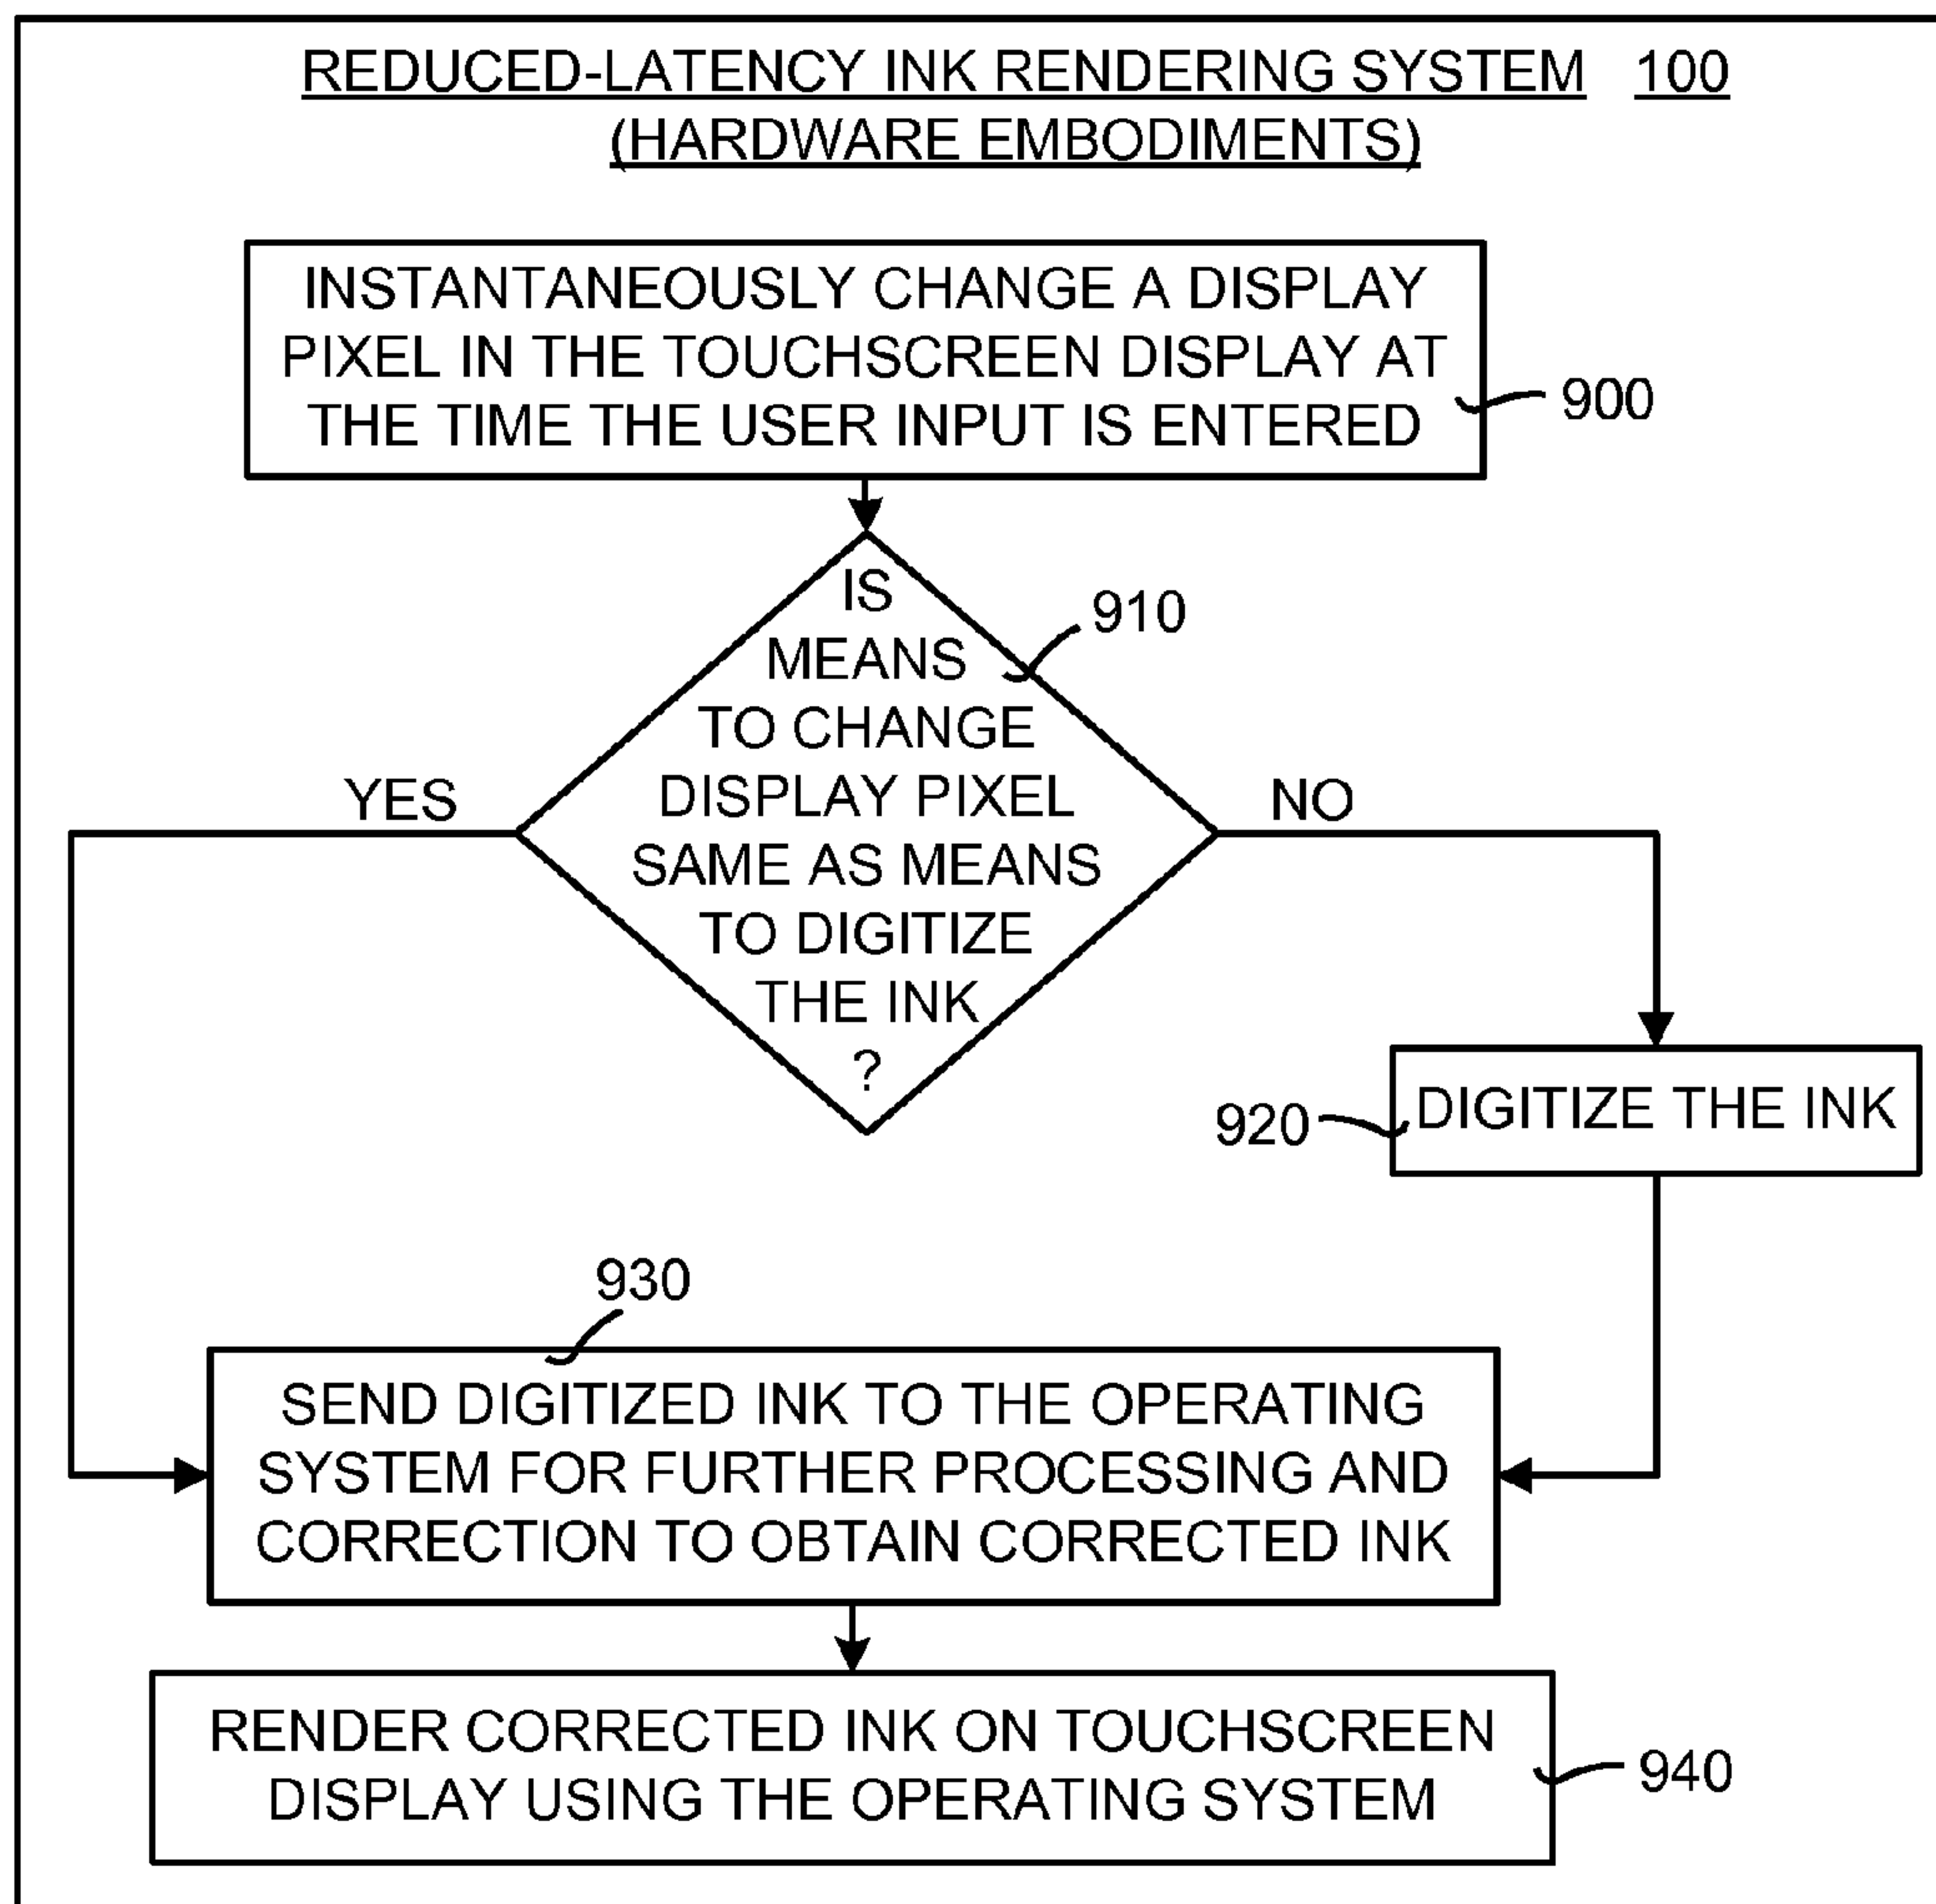 REDUCED-LATENCY INK RENDERING SYSTEM 100
(HARDWARE EMBODIMENTS)
INSTANTANEOUSLY CHANGE A DISPLAY
PIXEL IN THE TOUCHSCREEN DISPLAY AT
THE TIME THE USER INPUT IS ENTERED
900
IS
MEANS
TO CHANGE
DISPLAY PIXEL
SAME AS MEANS
TO DIGITIZE
THE INK
?
910
YES
NO
DIGITIZE THE INK
920
930
SEND DIGITIZED INK TO THE OPERATING
SYSTEM FOR FURTHER PROCESSING AND
CORRECTION TO OBTAIN CORRECTED INK
RENDER CORRECTED INK ON TOUCHSCREEN
DISPLAY USING THE OPERATING SYSTEM
940